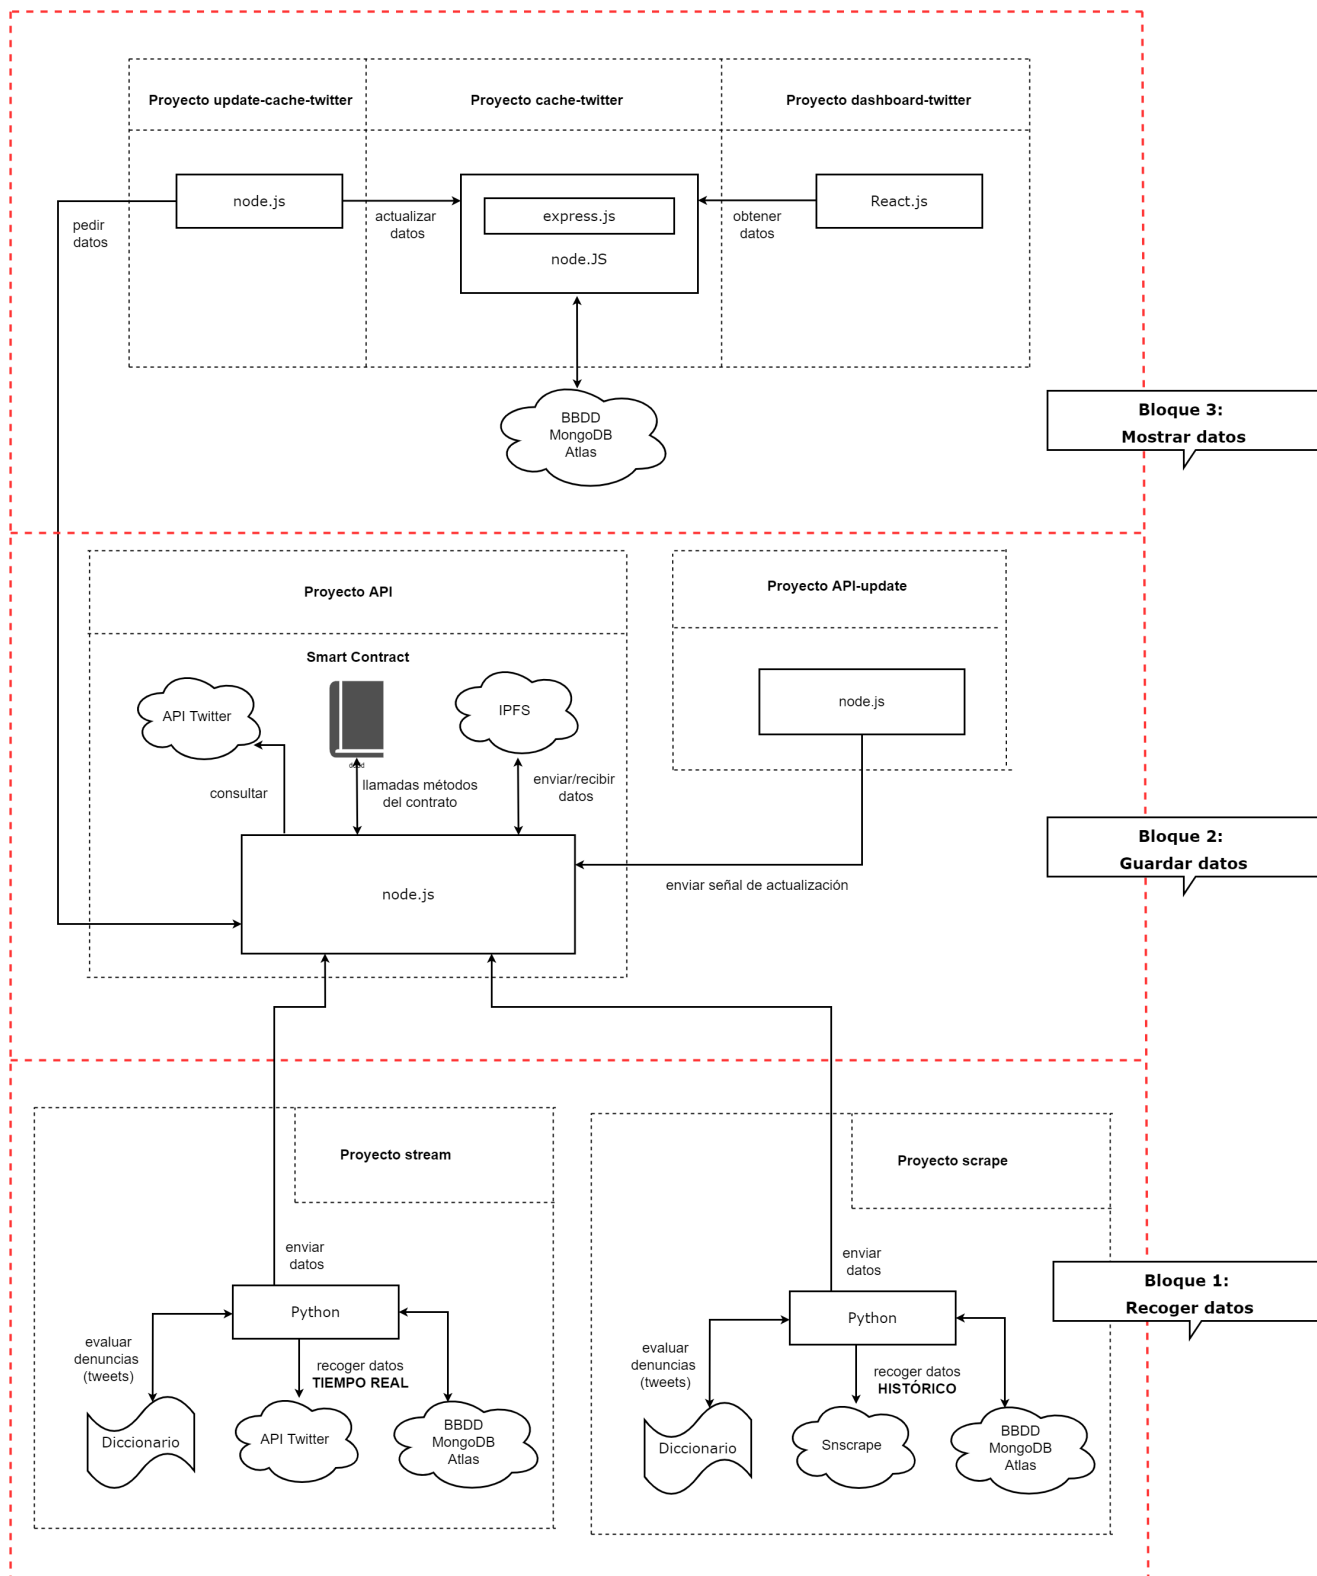 Proyecto update-cache-twitter
Proyecto cache-twitter
Proyecto dashboard-twitter
node.js
express.js
node.JS
React.js
pedir
datos
actualizar
datos
obtener
datos
BBDD
MongoDB
Atlas
Bloque 3:
Mostrar datos
Proyecto API
Proyecto API-update
Smart Contract
API Twitter
IPFS
node.js
consultar
llamadas métodos
del contrato
enviar/recibir
datos
node.js
enviar señal de actualización
Bloque 2:
Guardar datos
Proyecto stream
Proyecto scrape
enviar
datos
Python
evaluar
denuncias
(tweets)
recoger datos
TIEMPO REAL
Diccionario
API Twitter
BBDD
MongoDB
Atlas
enviar
datos
Python
evaluar
denuncias
(tweets)
recoger datos
HISTÓRICO
Diccionario
Snscrape
BBDD
MongoDB
Atlas
Bloque 1:
Recoger datos